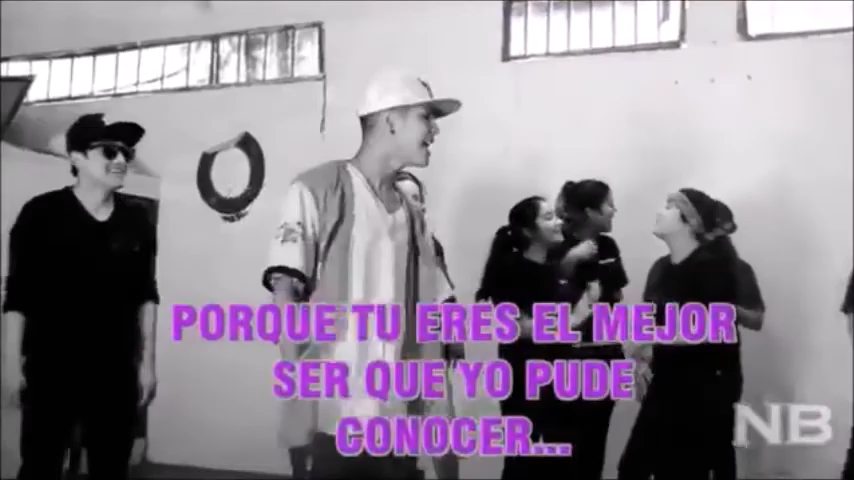 PORQUE TU ERES EL MEJOR
SER QUE YO PUDE
CONOCER...
NB